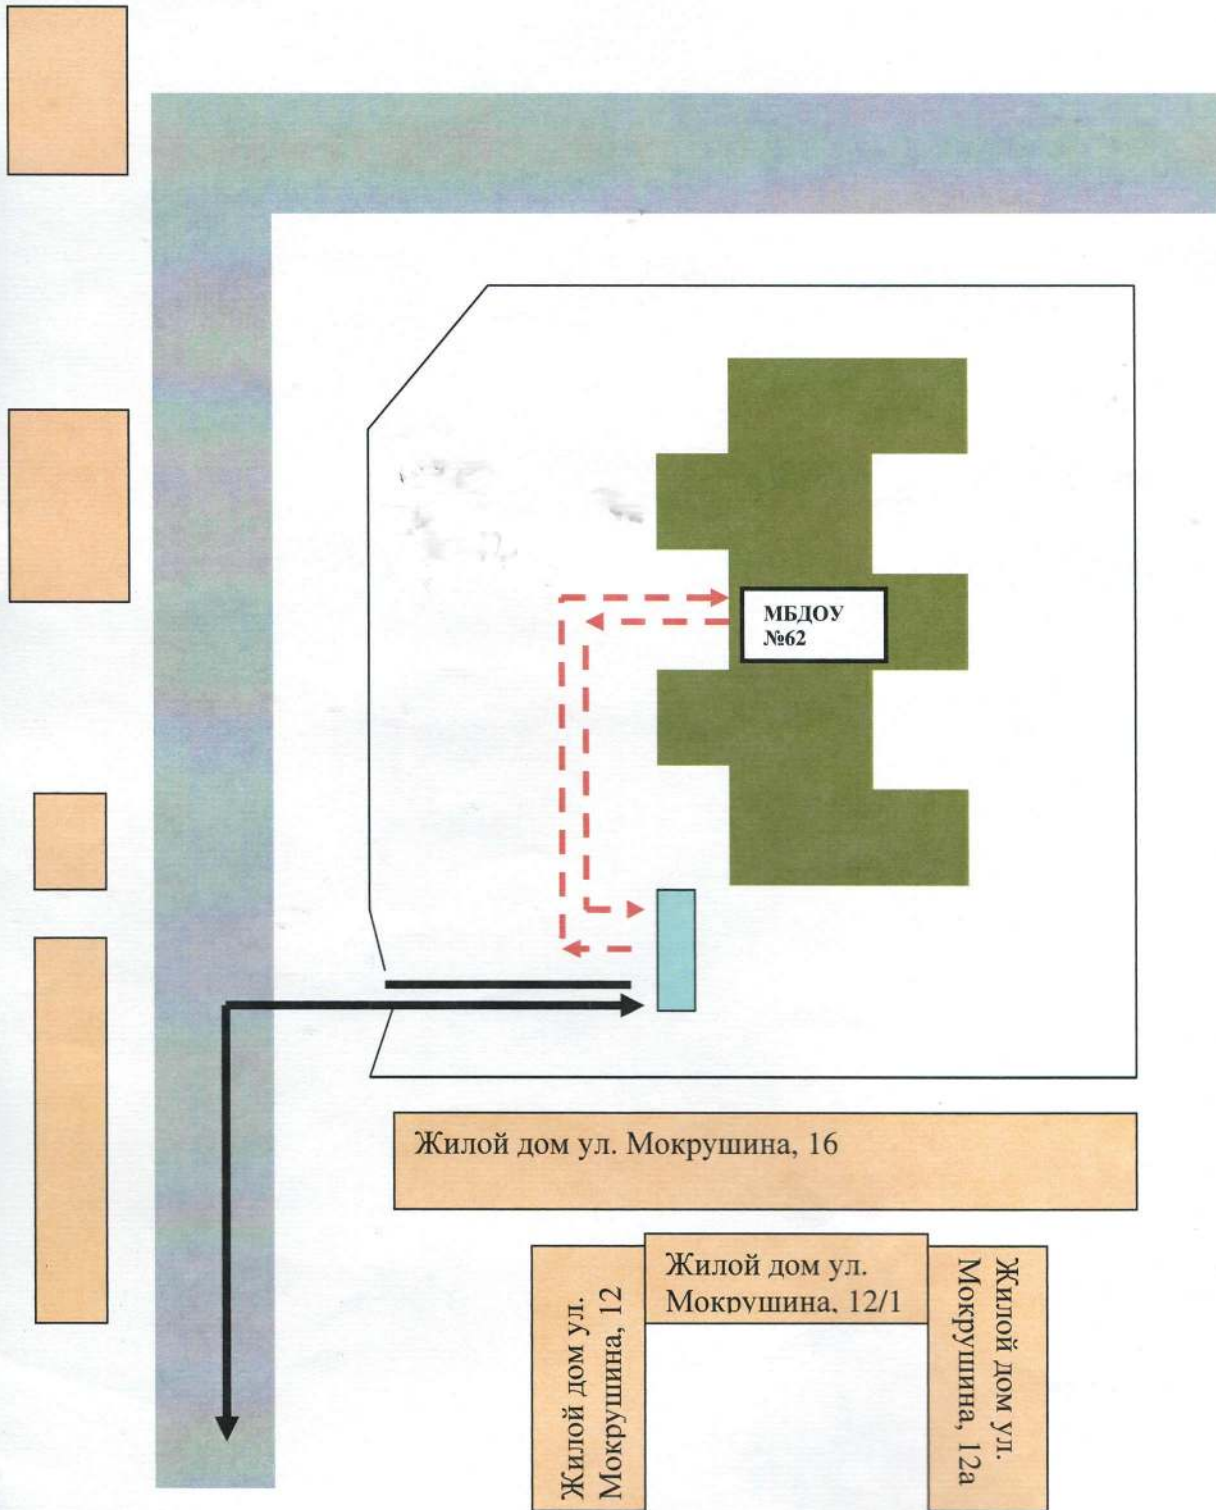 МБДОУ
№62
Жилой дом ул. Мокрушина, 16
Жилой дом ул.
Мокрушина, 12
Жилой дом ул.
Мокрушина, 12/1
Жилой дом ул.
Мокрушина, 12а